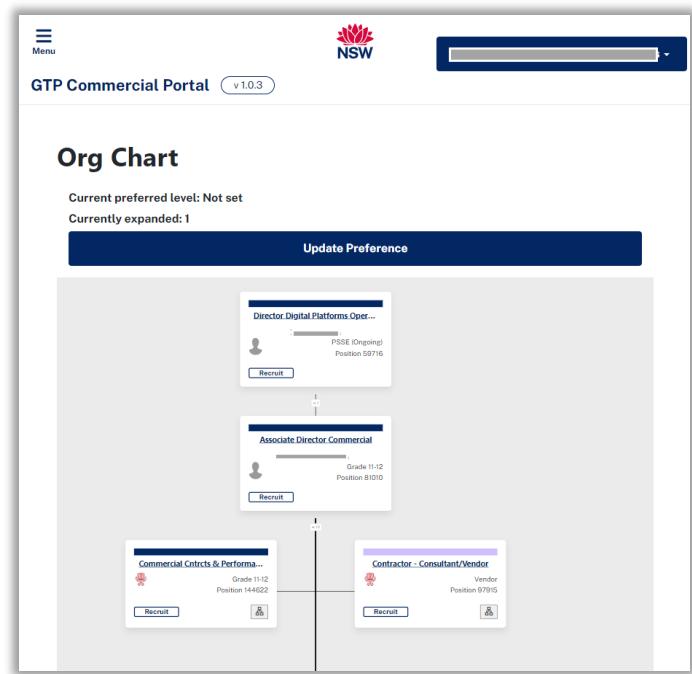 Menu
NSW
GTP Commercial Portal
v 1.0.3
Org Chart
Current preferred level: Not set
Currently expanded: 1
Update Preference
Director Digital Platforms Oper...
PSSE (Ongoing)
Position 59716
Recruit
Associate Director Commercial
Grade 11-12
Position 81010
Recruit
Commercial Cntrcts & Performa...
Grade 11-12
Position 144622
Recruit
Contractor - Consultant/Vendor
Vendor
Position 97915
Recruit